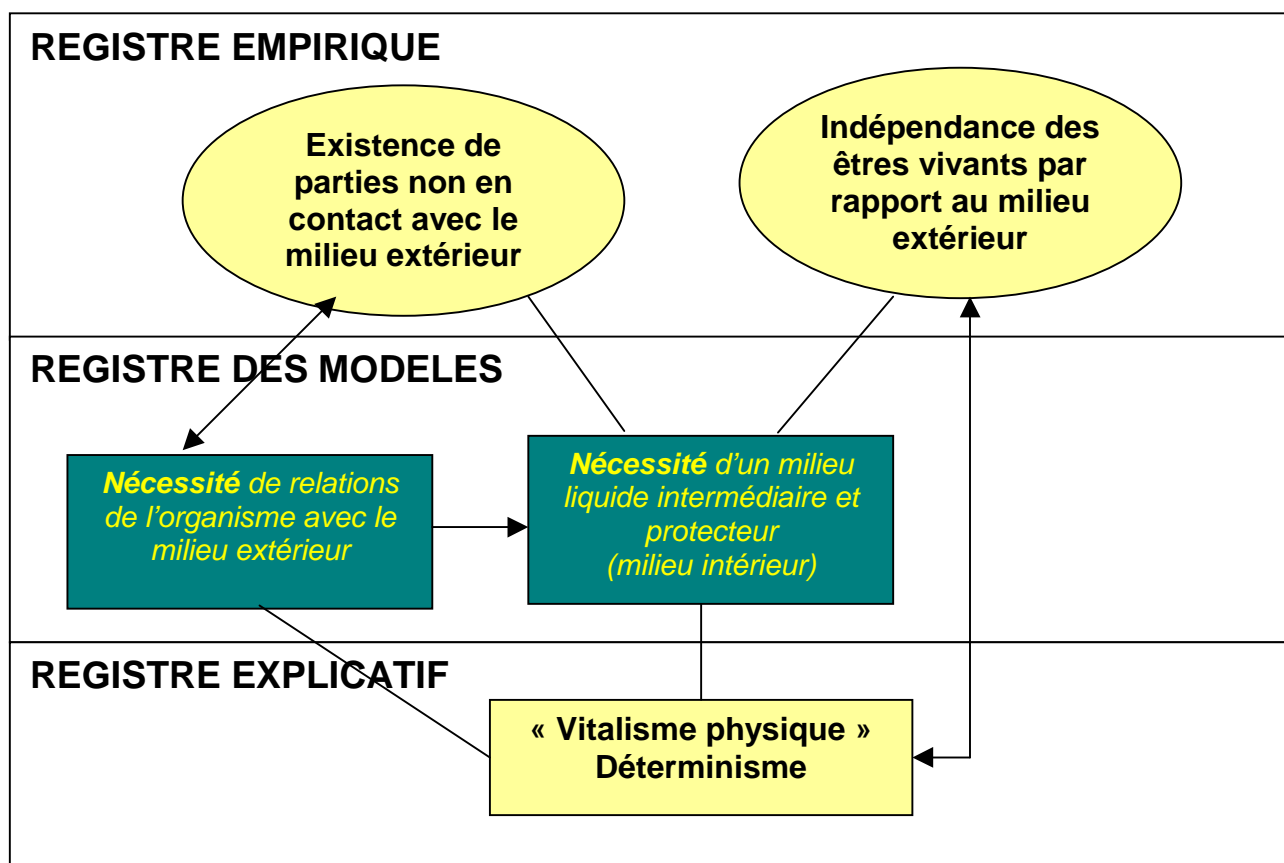 REGISTRE EMPIRIQUE
Existence de
parties non en
contact avec le
milieu extérieur
Indépendance des
êtres vivants par
rapport au milieu
extérieur
REGISTRE DES MODELES
Nécessité de relations
de l’organisme avec le
milieu extérieur
Nécessité d’un milieu
liquide intermédiaire et
protecteur
(milieu intérieur)
REGISTRE EXPLICATIF
« Vitalisme physique »
Déterminisme